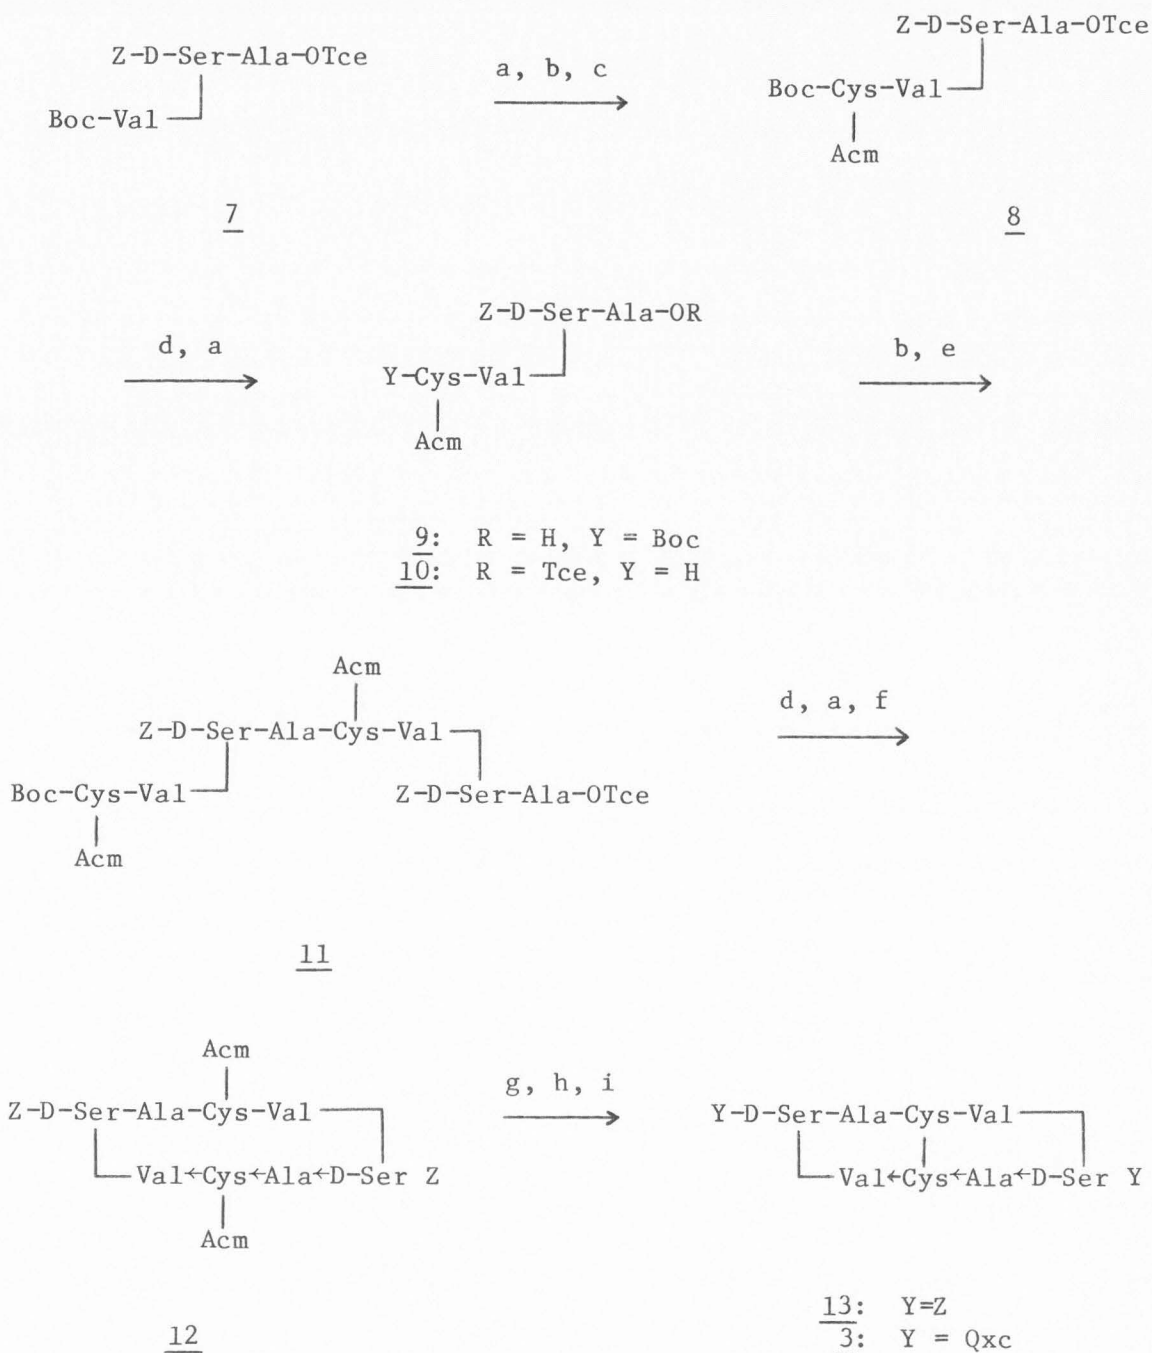 Z-D-Ser-Ala-OTce
Boc-Val
7
a, b, c
Z-D-Ser-Ala-OTce
Boc-Cys-Val
Acm
8
d, a
Z-D-Ser-Ala-OR
Y-Cys-Val
Acm
9: R = H, Y = Boc
10: R = Tce, Y = H
b, e
Acm
Z-D-Ser-Ala-Cys-Val
Boc-Cys-Val
Z-D-Ser-Ala-OTce
Acm
11
d, a, f
Acm
Z-D-Ser-Ala-Cys-Val
Val←Cys←Ala←D-Ser Z
Acm
12
g, h, i
Y-D-Ser-Ala-Cys-Val
Val←Cys←Ala←D-Ser Y
13: Y=Z
3: Y = Qxc